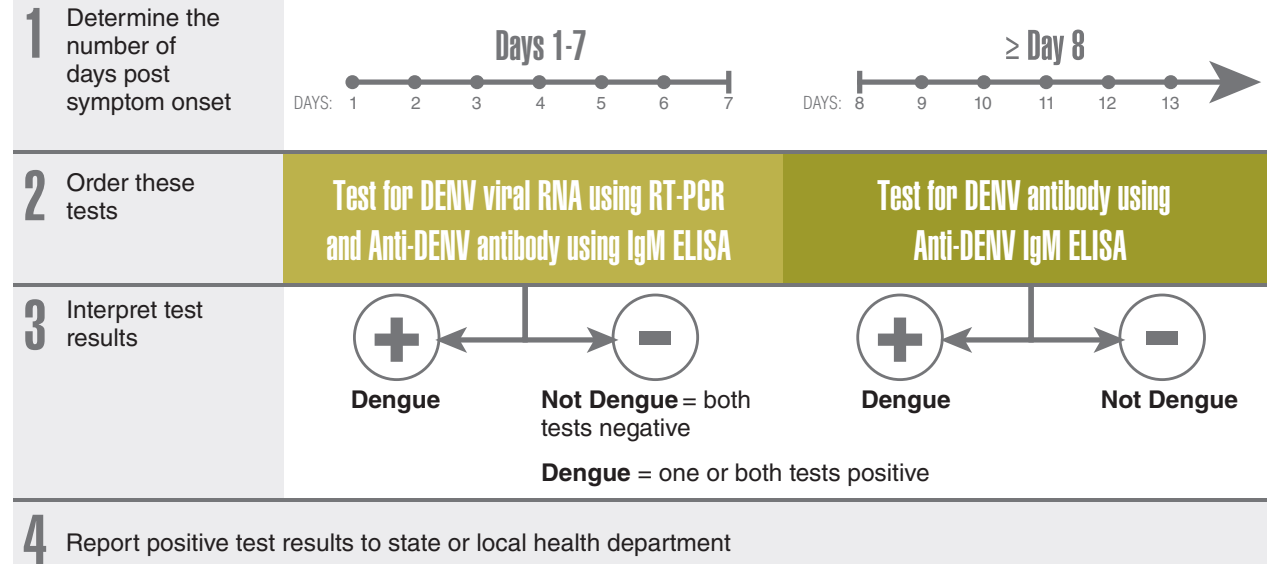 1
Determine the
number of
days post
symptom onset
Days 1-7
DAYS: 1 2 3 4 5 6 7
≥ Day 8
DAYS: 8 9 10 11 12 13
2
Order these
tests
Test for DENV viral RNA using RT-PCR
and Anti-DENV antibody using IgM ELISA
Test for DENV antibody using
Anti-DENV IgM ELISA
3
Interpret test
results
+
-
Dengue
Not Dengue = both
tests negative
Dengue = one or both tests positive
+
-
Dengue
Not Dengue
4
Report positive test results to state or local health department